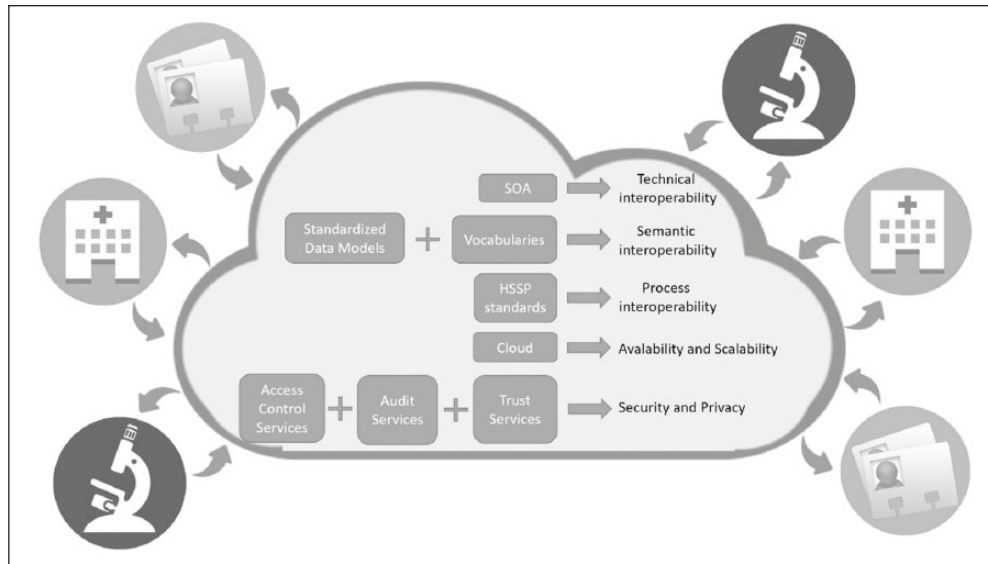 SOA
Technical
interoperability
Standardized
Data Models
Vocabularies
Semantic
interoperability
HSSP
standards
Process
interoperability
Cloud
Avalability and Scalability
Access
Control
Services
Audit
Services
Trust
Services
Security and Privacy